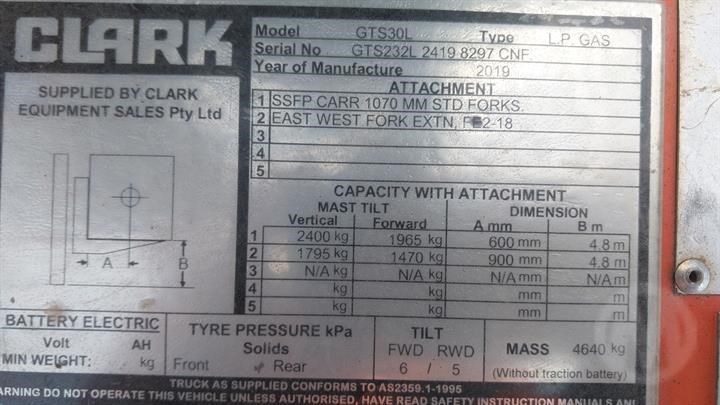 CLARK
Model GTS30L Type L.P. GAS
Serial No GTS232L 2419 8297 CNF
Year of Manufacture 2019
SUPPLIED BY CLARK
EQUIPMENT SALES Pty Ltd
A
B
ATTACHMENT
1 SSFP CARR 1070 MM STD FORKS.
2 EAST WEST FORK EXTN, 2-18
3
4
5
CAPACITY WITH ATTACHMENT
MAST TILT DIMENSION
Vertical Forward A mm B m
1 2400 kg 1965 kg 600 mm 4.8 m
2 1795 kg 1470 kg 900 mm 4.8 m
3 N/A kg N/A kg N/A mm N/A m
4 kg kg mm m
5 kg kg mm m
BATTERY ELECTRIC
Volt AH
MIN WEIGHT: kg
TYRE PRESSURE kPa
Solids
Front Rear
TILT
FWD RWD
6 / 5
MASS 4640 kg
(Without traction battery)
TRUCK AS SUPPLIED CONFORMS TO AS2359.1-1995
ARNING DO NOT OPERATE THIS VEHICLE UNLESS AUTHORISED, HAVE READ SAFETY INSTRUCTION MANUALS AN